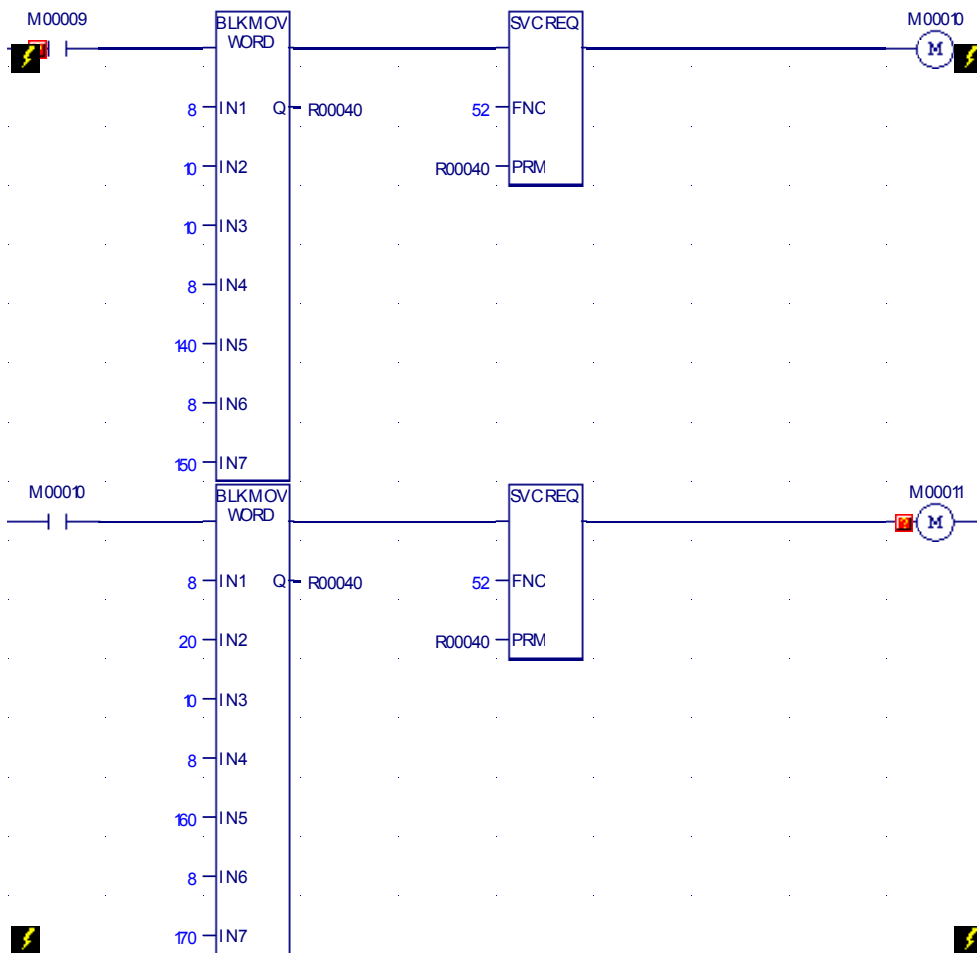 M00009
BLKMOV
WORD
SVCREQ
M00010
M
8 IN1 Q R00040
52 FNC
10 IN2
R00040 PRM
10 IN3
8 IN4
140 IN5
8 IN6
150 IN7
M00010
BLKMOV
WORD
SVCREQ
M00011
?
M
8 IN1 Q R00040
52 FNC
20 IN2
R00040 PRM
10 IN3
8 IN4
160 IN5
8 IN6
170 IN7